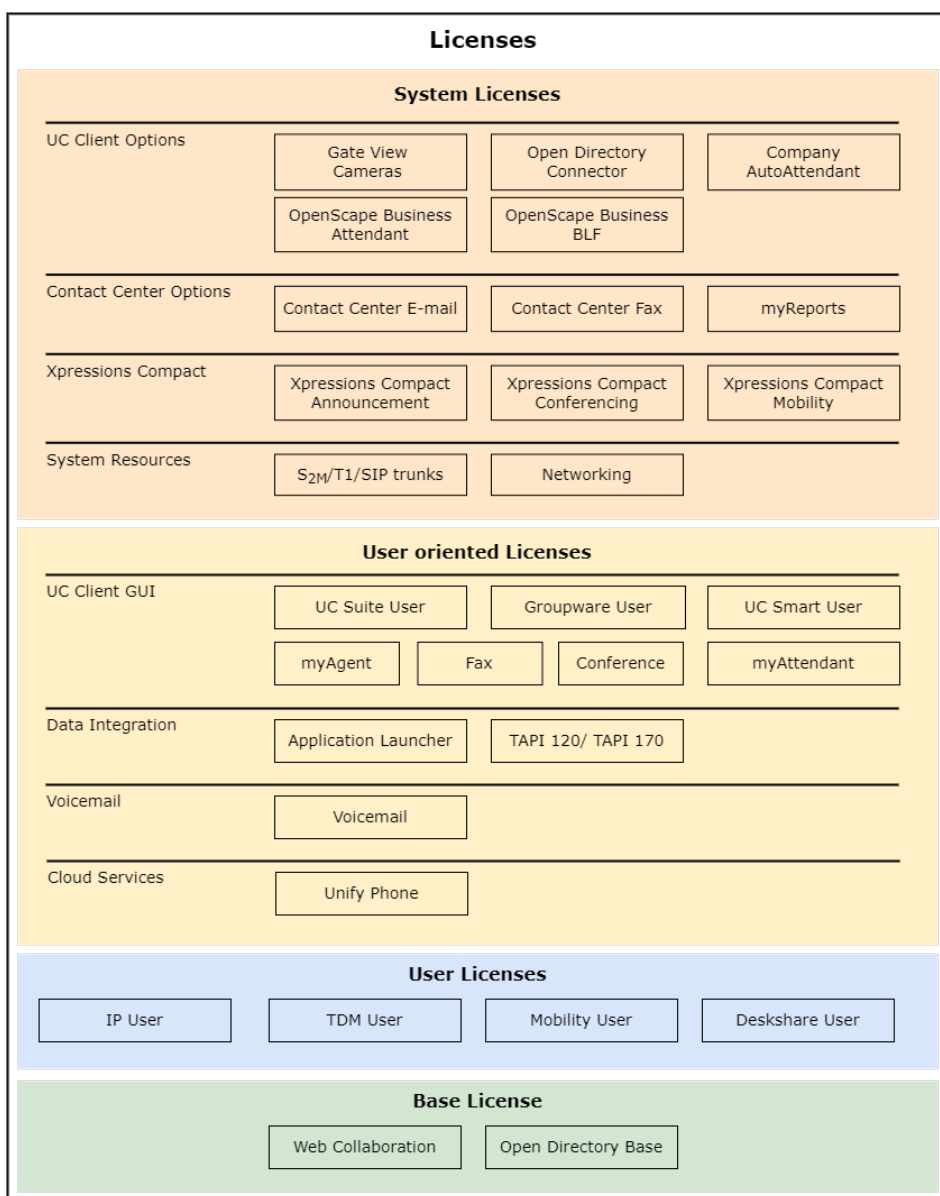 Licenses
System Licenses
UC Client Options
Gate View
Cameras
Open Directory
Connector
Company
AutoAttendant
OpenScape Business
Attendant
OpenScape Business
BLF
Contact Center Options
Contact Center E-mail
Contact Center Fax
myReports
Xpressions Compact
Xpressions Compact
Announcement
Xpressions Compact
Conferencing
Xpressions Compact
Mobility
System Resources
S2M/T1/SIP trunks
Networking
User oriented Licenses
UC Client GUI
UC Suite User
Groupware User
UC Smart User
myAgent
Fax
Conference
myAttendant
Data Integration
Application Launcher
TAPI 120/ TAPI 170
Voicemail
Voicemail
Cloud Services
Unify Phone
User Licenses
IP User
TDM User
Mobility User
Deskshare User
Base License
Web Collaboration
Open Directory Base